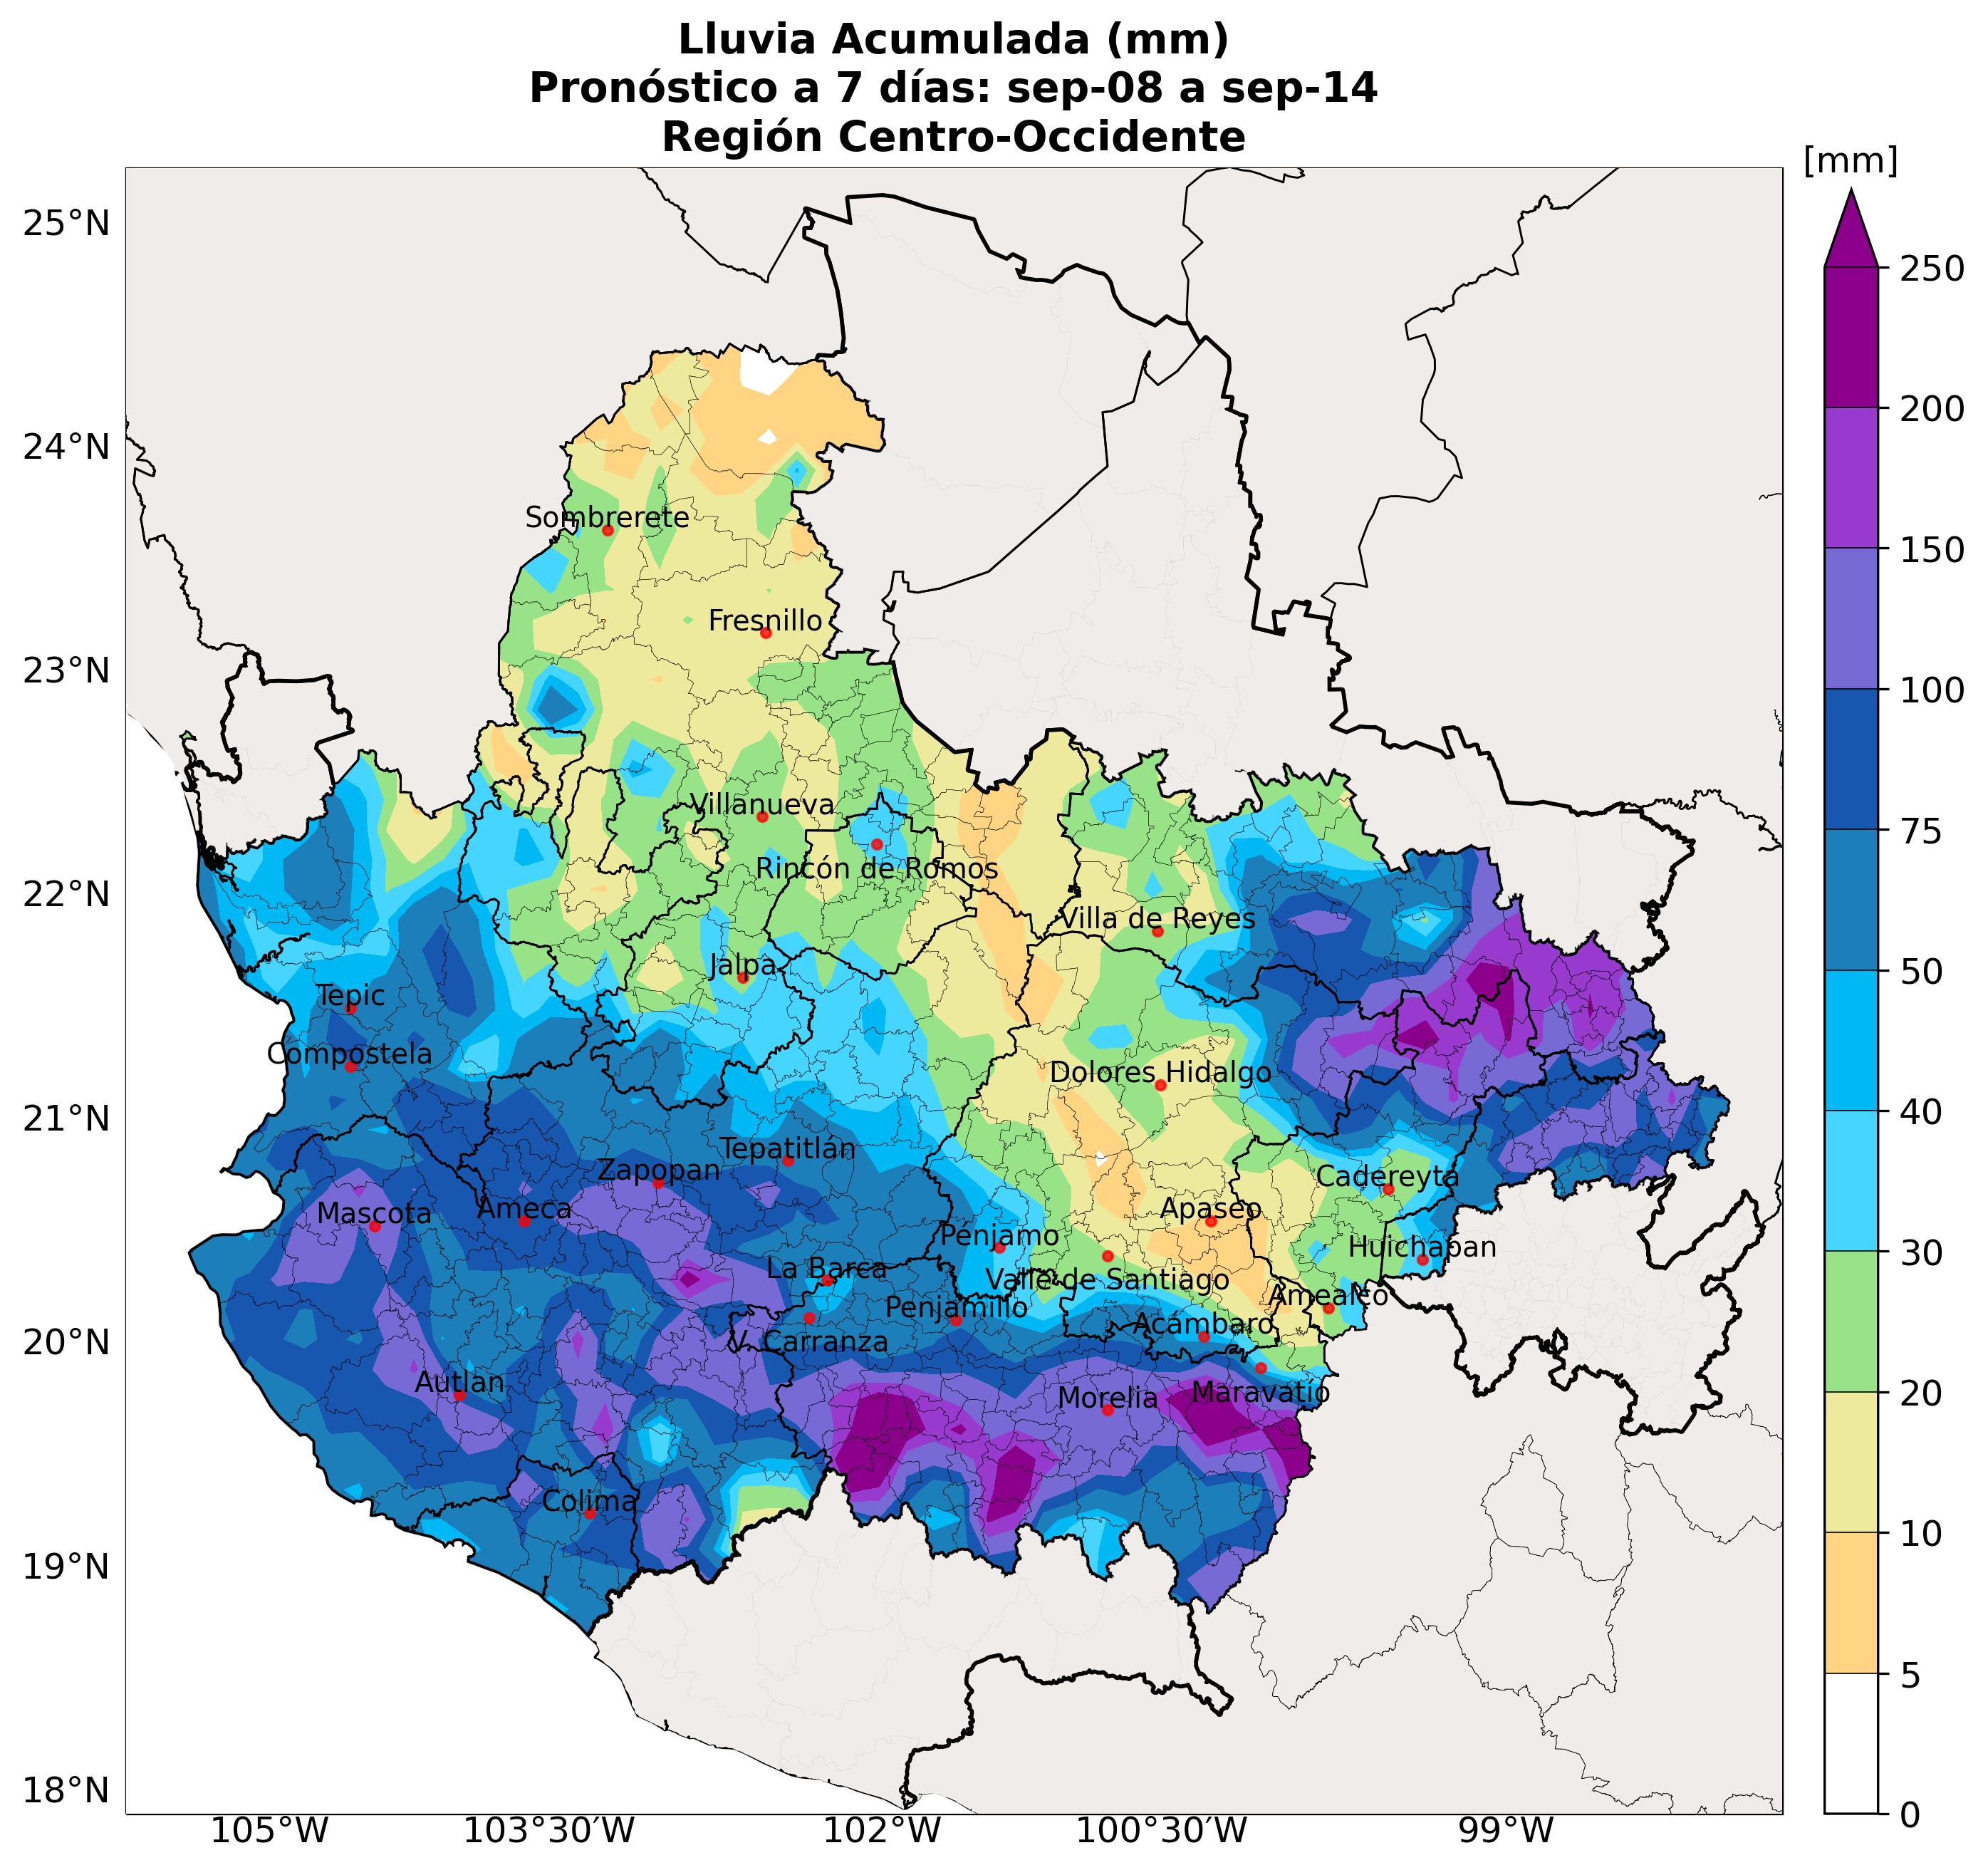 Lluvia Acumulada (mm)
Pronóstico a 7 días: sep-08 a sep-14
Región Centro-Occidente
[mm]
25°N
24°N
23°N
22°N
21°N
20°N
19°N
18°N
105°W
103°30'W
102°W
100°30'W
99°W
250
200
150
100
75
50
40
30
20
10
5
0
Sombrerete
Fresnillo
Villanueva
Rincón de Romos
Villa de Reyes
Jalpa
Tepic
Compostela
Dolores Hidalgo
Tepatitlán
Zapopan
Cadereyta
Mascota
Ameca
Apaseo
Penjamo
Huichapan
La Barca
Valle de Santiago
Amealco
Penjamillo
Acámbaro
V. Carranza
Autlan
Morelia
Maravatío
Colima